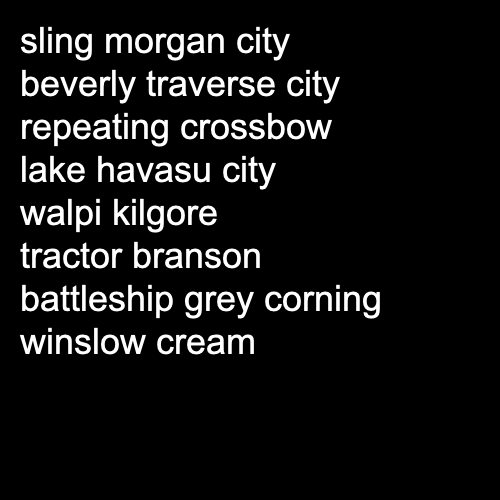 sling morgan city
beverly traverse city
repeating crossbow
lake havasu city
walpi kilgore
tractor branson
battleship grey corning
winslow cream